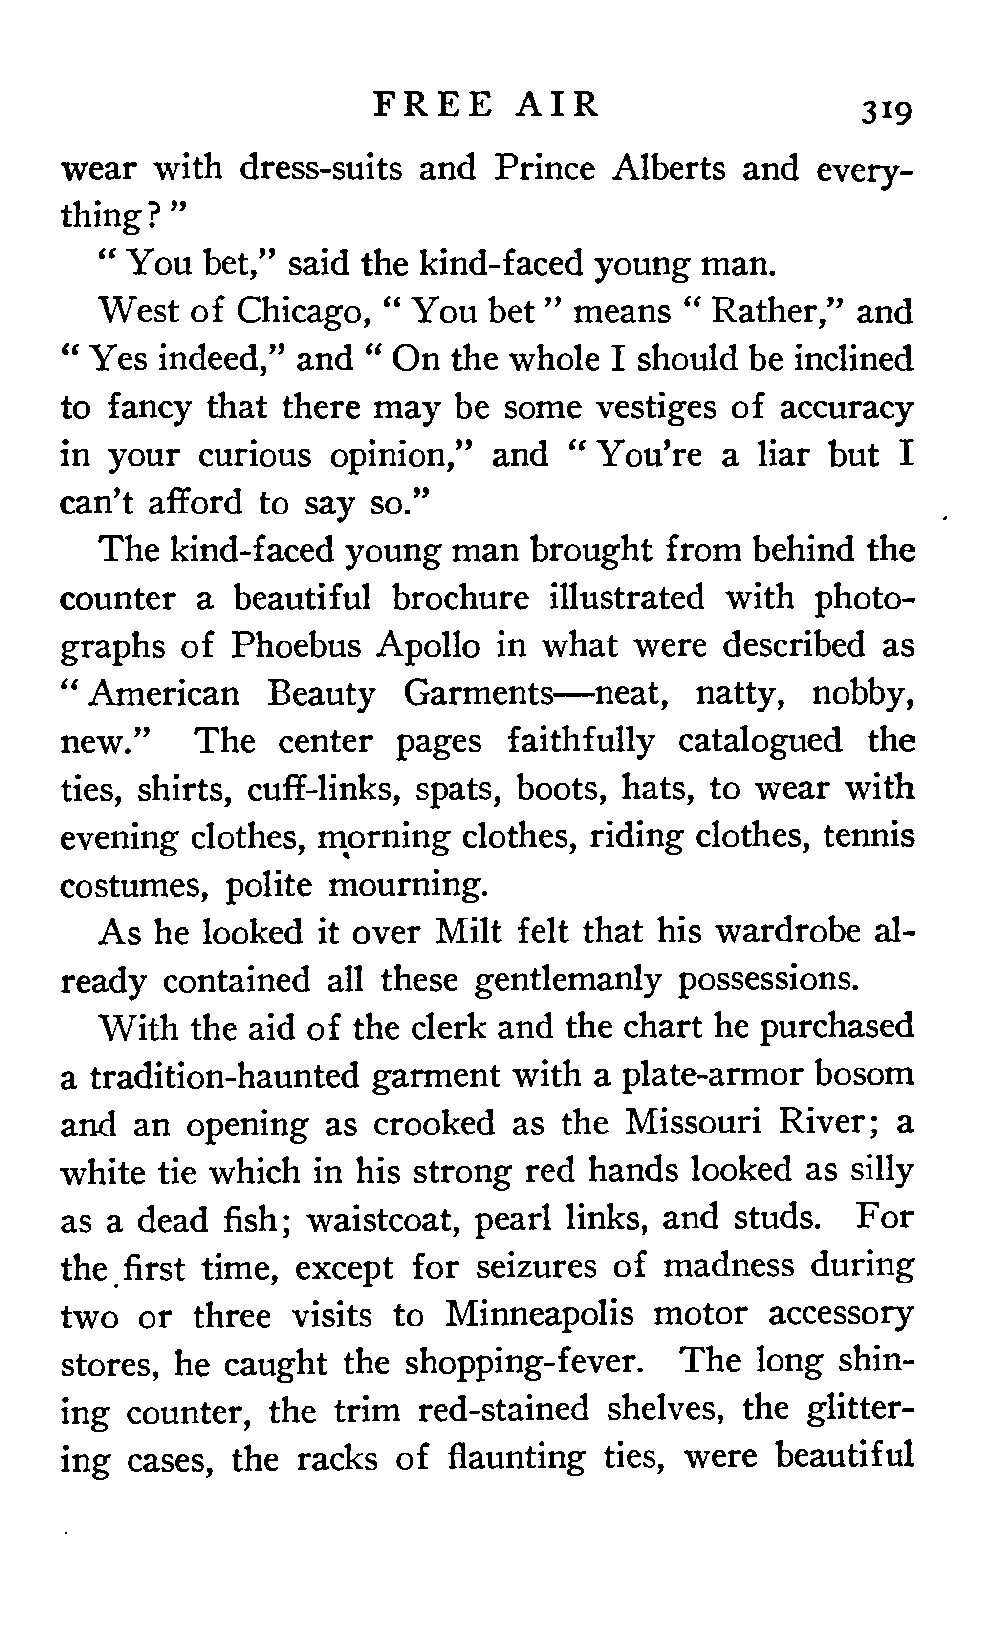 FREE AIR 319
wear with dress-suits and Prince Alberts and every-
thing? "
" You bet," said the kind-faced young man.
West of Chicago, " You bet " means " Rather," and
" Yes indeed," and " On the whole I should be inclined
to fancy that there may be some vestiges of accuracy
in your curious opinion," and " You're a liar but I
can't afford to say so."
The kind-faced young man brought from behind the
counter a beautiful brochure illustrated with photo-
graphs of Phoebus Apollo in what were described as
" American Beauty Garments—neat, natty, nobby,
new." The center pages faithfully catalogued the
ties, shirts, cuff-links, spats, boots, hats, to wear with
evening clothes, morning clothes, riding clothes, tennis
costumes, polite mourning.
As he looked it over Milt felt that his wardrobe al-
ready contained all these gentlemanly possessions.
With the aid of the clerk and the chart he purchased
a tradition-haunted garment with a plate-armor bosom
and an opening as crooked as the Missouri River; a
white tie which in his strong red hands looked as silly
as a dead fish; waistcoat, pearl links, and studs. For
the first time, except for seizures of madness during
two or three visits to Minneapolis motor accessory
stores, he caught the shopping-fever. The long shin-
ing counter, the trim red-stained shelves, the glitter-
ing cases, the racks of flaunting ties, were beautiful